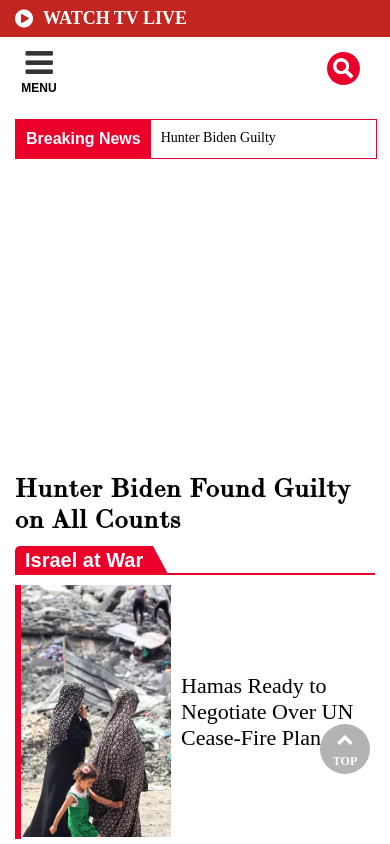 WATCH TV LIVE
MENU
Breaking News
Hunter Biden Guilty
Hunter Biden Found Guilty
on All Counts
Israel at War
Hamas Ready to
Negotiate Over UN
Cease-Fire Plan
TOP